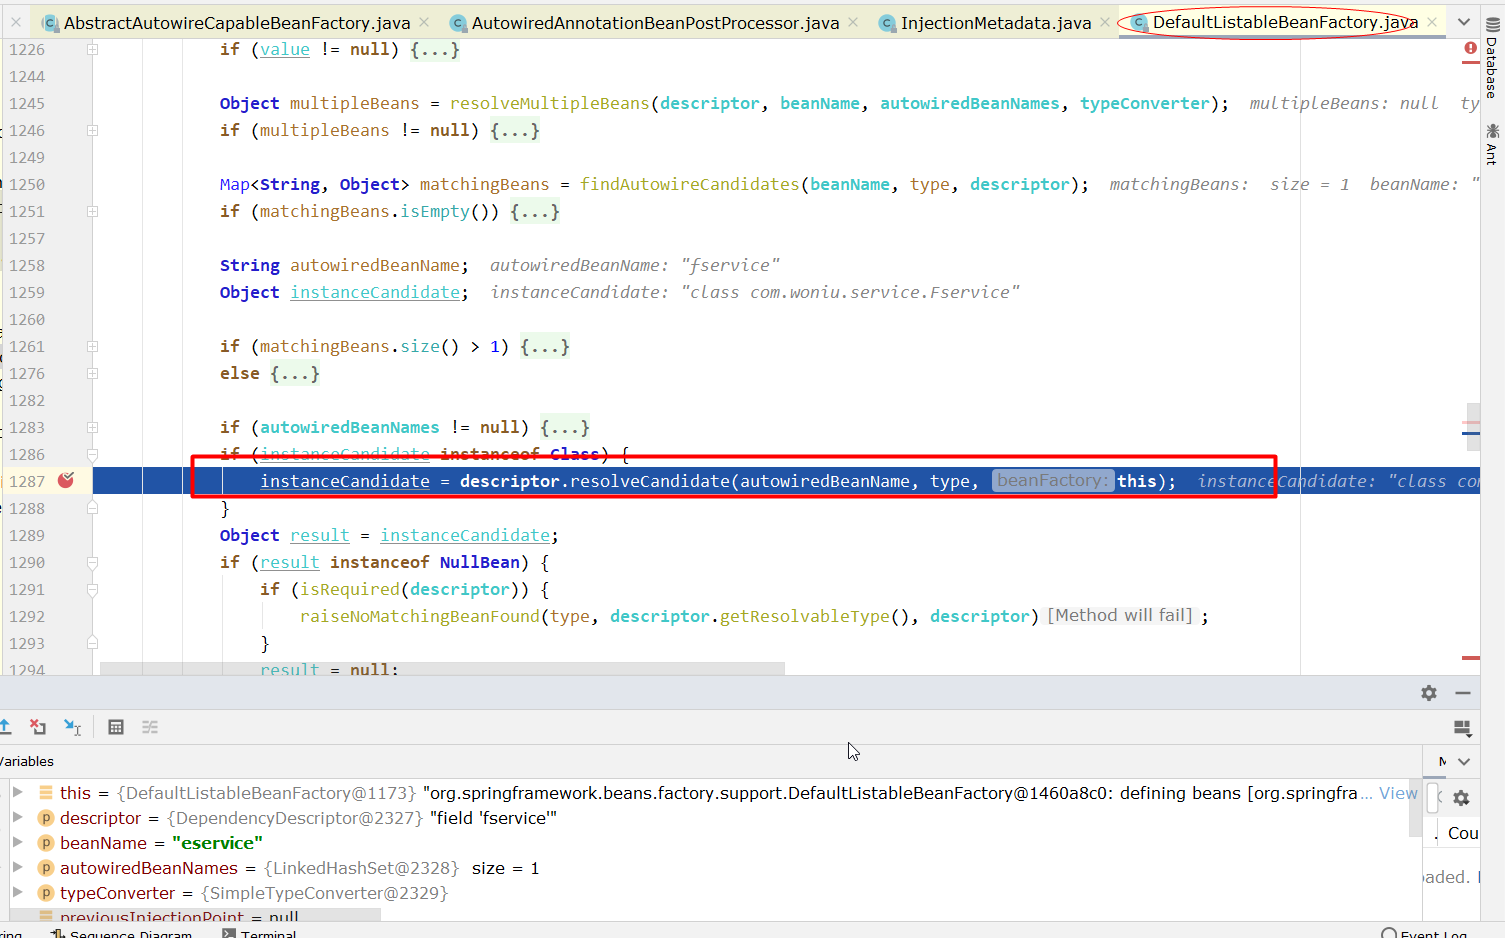 AbstractAutowireCapableBeanFactory.java AutowiredAnnotationBeanPostProcessor.java InjectionMetadata.java DefaultListableBeanFactory.java
1226 if (value != null) {...}
1244
1245 Object multipleBeans = resolveMultipleBeans(descriptor, beanName, autowiredBeanNames, typeConverter); multipleBeans: null ty
1246 if (multipleBeans != null) {...}
1249
1250 Map<String, Object> matchingBeans = findAutowireCandidates(beanName, type, descriptor); matchingBeans: size = 1 beanName: "
1251 if (matchingBeans.isEmpty()) {...}
1257
1258 String autowiredBeanName; autowiredBeanName: "fservice"
1259 Object instanceCandidate; instanceCandidate: "class com.woniu.service.Fservice"
1260
1261 if (matchingBeans.size() > 1) {...}
1276 else {...}
1282
1283 if (autowiredBeanNames != null) {...}
1286 if (instanceCandidate instanceof Class) {
1287 instanceCandidate = descriptor.resolveCandidate(autowiredBeanName, type, beanFactory: this); instanceCandidate: "class con
1288 }
1289 Object result = instanceCandidate;
1290 if (result instanceof NullBean) {
1291 if (isRequired(descriptor)) {
1292 raiseNoMatchingBeanFound(type, descriptor.getResolvableType(), descriptor) [Method will fail] ;
1293 }
1294 result = null;
Database
Ant
Variables
this = {DefaultListableBeanFactory@1173} "org.springframework.beans.factory.support.DefaultListableBeanFactory@1460a8c0: defining beans [org.springfra... View
descriptor = {DependencyDescriptor@2327} "field 'fservice'"
beanName = "eservice"
Cou
autowiredBeanNames = {LinkedHashSet@2328} size = 1
typeConverter = {SimpleTypeConverter@2329}
oaded.
previousInjectionPoint = null
Sequence Diagram Terminal Event Log